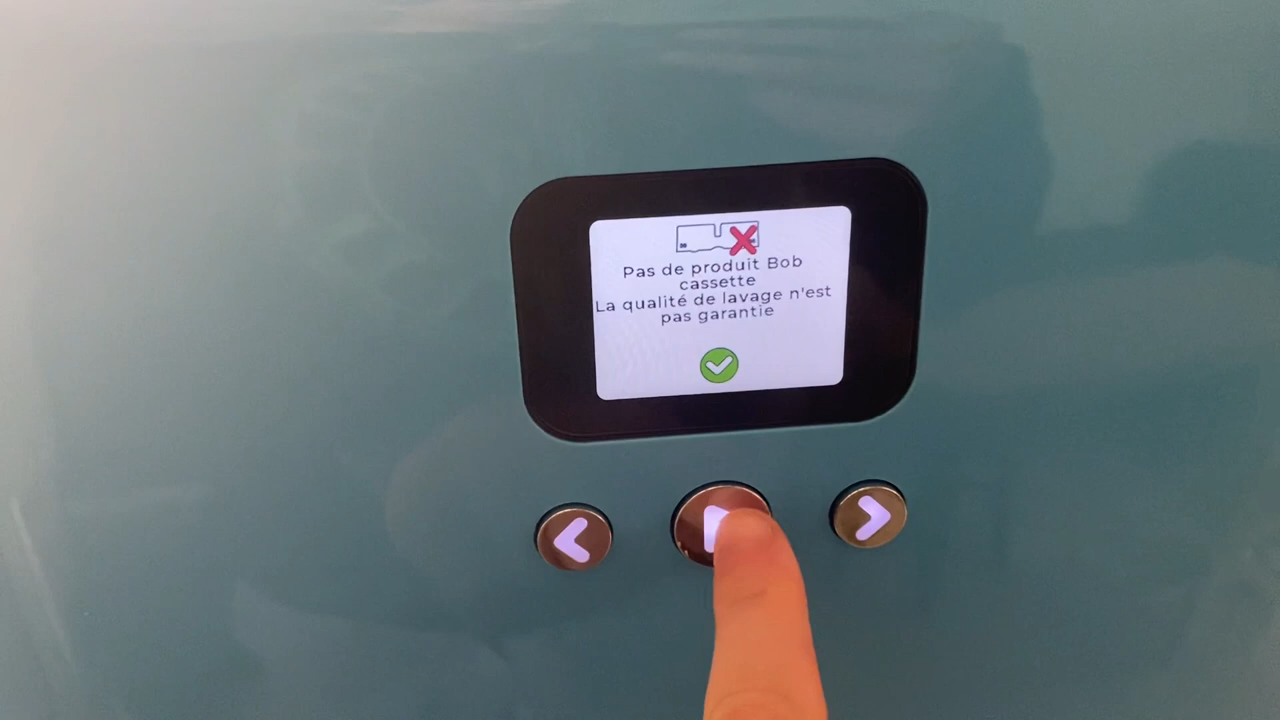 Pas de produit Bob
cassette
La qualité de lavage n'est
pas garantie